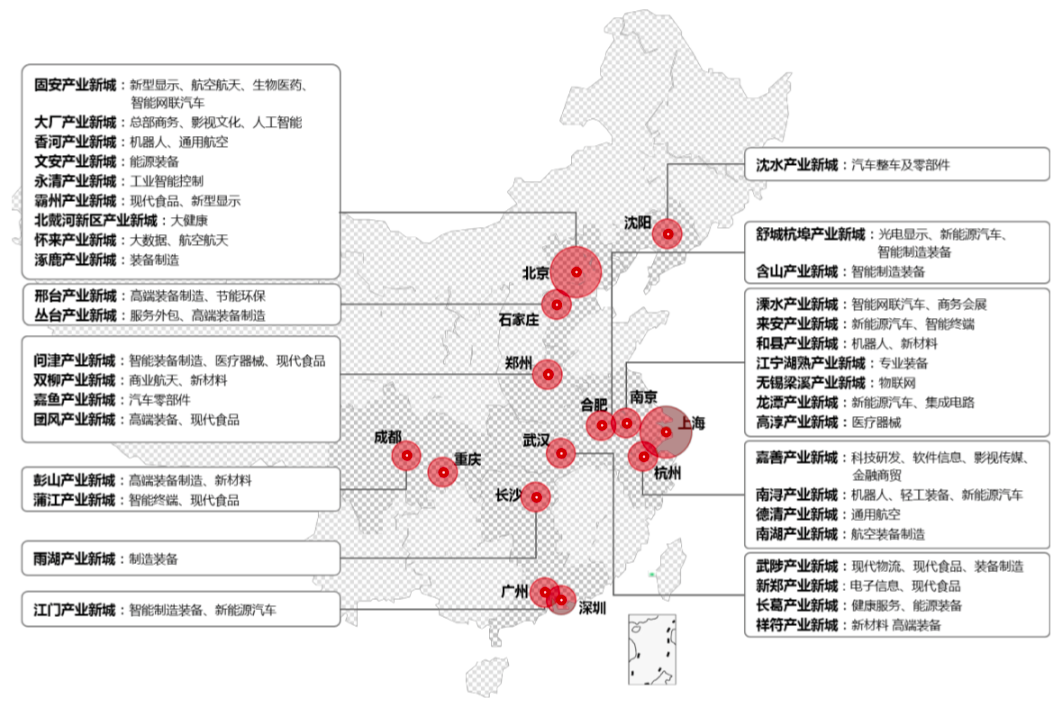 固安产业新城：新型显示、航空航天、生物医药、
智能网联汽车
大厂产业新城：总部商务、影视文化、人工智能
香河产业新城：机器人、通用航空
文安产业新城：能源装备
永清产业新城：工业智能控制
霸州产业新城：现代食品、新型显示
北戴河新区产业新城：大健康
怀来产业新城：大数据、航空航天
涿鹿产业新城：装备制造
邢台产业新城：高端装备制造、节能环保
丛台产业新城：服务外包、高端装备制造
问津产业新城：智能装备制造、医疗器械、现代食品
双柳产业新城：商业航天、新材料
嘉鱼产业新城：汽车零部件
团风产业新城：高端装备、现代食品
彭山产业新城：高端装备制造、新材料
蒲江产业新城：智能终端、现代食品
雨湖产业新城：制造装备
江门产业新城：智能制造装备、新能源汽车
沈阳
北京
石家庄
郑州
合肥
南京
上海
成都
重庆
武汉
杭州
长沙
广州
深圳
沈水产业新城：汽车整车及零部件
舒城杭埠产业新城：光电显示、新能源汽车、
智能制造装备
含山产业新城：智能制造装备
溧水产业新城：智能网联汽车、商务会展
来安产业新城：新能源汽车、智能终端
和县产业新城：机器人、新材料
江宁湖熟产业新城：专业装备
无锡梁溪产业新城：物联网
龙潭产业新城：新能源汽车、集成电路
高淳产业新城：医疗器械
嘉善产业新城：科技研发、软件信息、影视传媒、
金融商贸
南浔产业新城：机器人、轻工装备、新能源汽车
德清产业新城：通用航空
南湖产业新城：航空装备制造
武陟产业新城：现代物流、现代食品、装备制造
新郑产业新城：电子信息、现代食品
长葛产业新城：健康服务、能源装备
祥符产业新城：新材料 高端装备